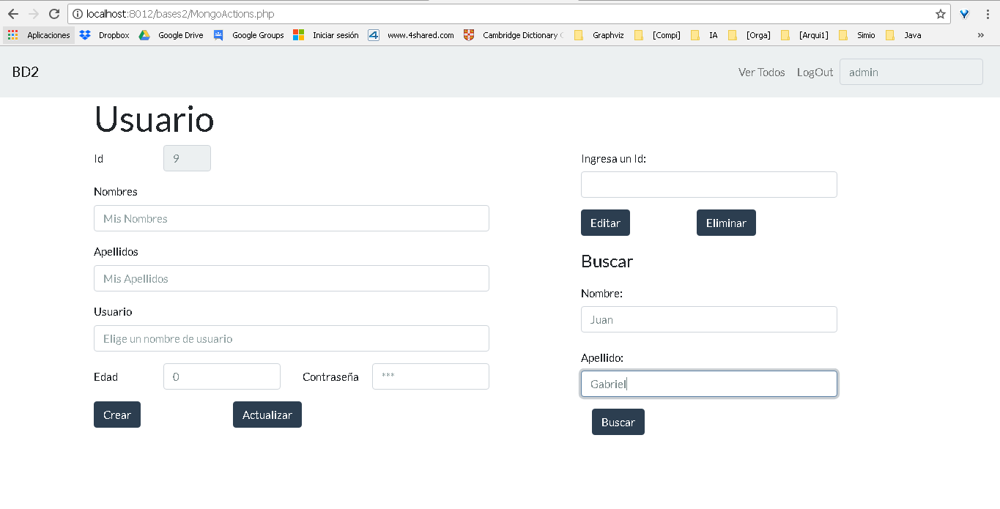 localhost:8012/bases2/MongoActions.php
Aplicaciones Dropbox Google Drive Google Groups Iniciar sesión www.4shared.com Cambridge Dictionary Graphviz [Compi] IA [Orga] [Arqui1] Simio Java »
BD2 Ver Todos LogOut admin
Usuario
Id 9
Nombres
Mis Nombres
Apellidos
Mis Apellidos
Usuario
Elige un nombre de usuario
Edad 0 Contraseña ***
Crear Actualizar
Ingresa un Id:
Editar Eliminar
Buscar
Nombre:
Juan
Apellido:
Gabriel
Buscar